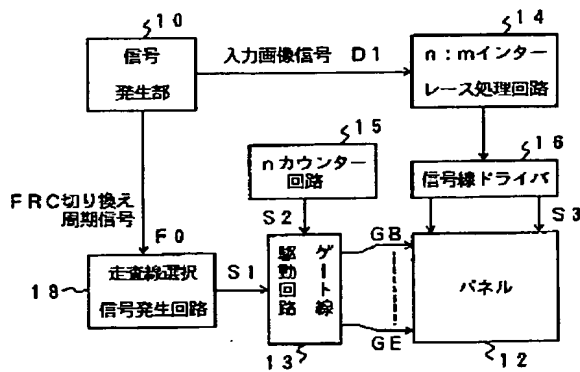 10
信号
発生部
入力画像信号 D1
14
n:mインター
レース処理回路
15
nカウンター
回路
16
信号線ドライバ
FRC切り換え
周期信号
F0
S2
S3
18
走査線選択
信号発生回路
S1
ゲート線
駆動回路
13
GB
GE
パネル
12